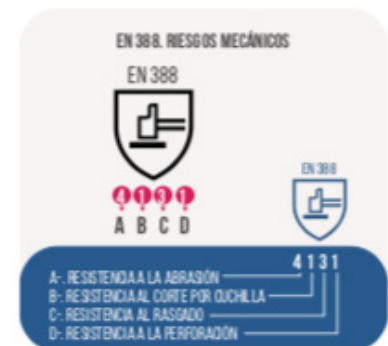 EN 388. RIESGOS MECÁNICOS
EN 388
4 1 3 1
A B C D
EN 388
4 1 3 1
A-. RESISTENCIA A LA ABRASIÓN
B-. RESISTENCIA AL CORTE POR CUCHILLA
C-. RESISTENCIA AL RASGADO
D-. RESISTENCIA A LA PERFORACIÓN